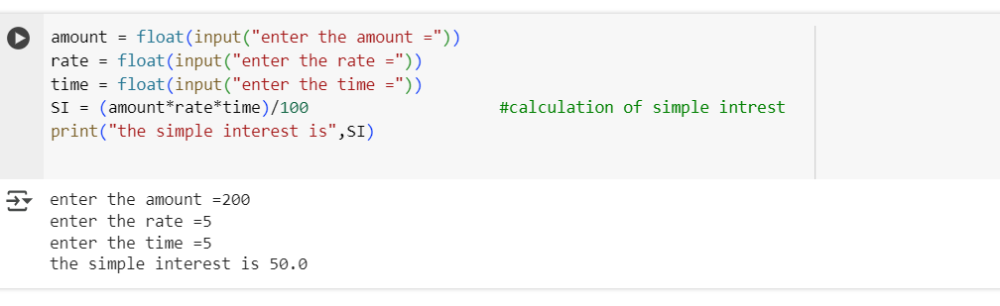 amount = float(input("enter the amount ="))
rate = float(input("enter the rate ="))
time = float(input("enter the time ="))
SI = (amount*rate*time)/100                    #calculation of simple intrest
print("the simple interest is",SI)
enter the amount =200
enter the rate =5
enter the time =5
the simple interest is 50.0